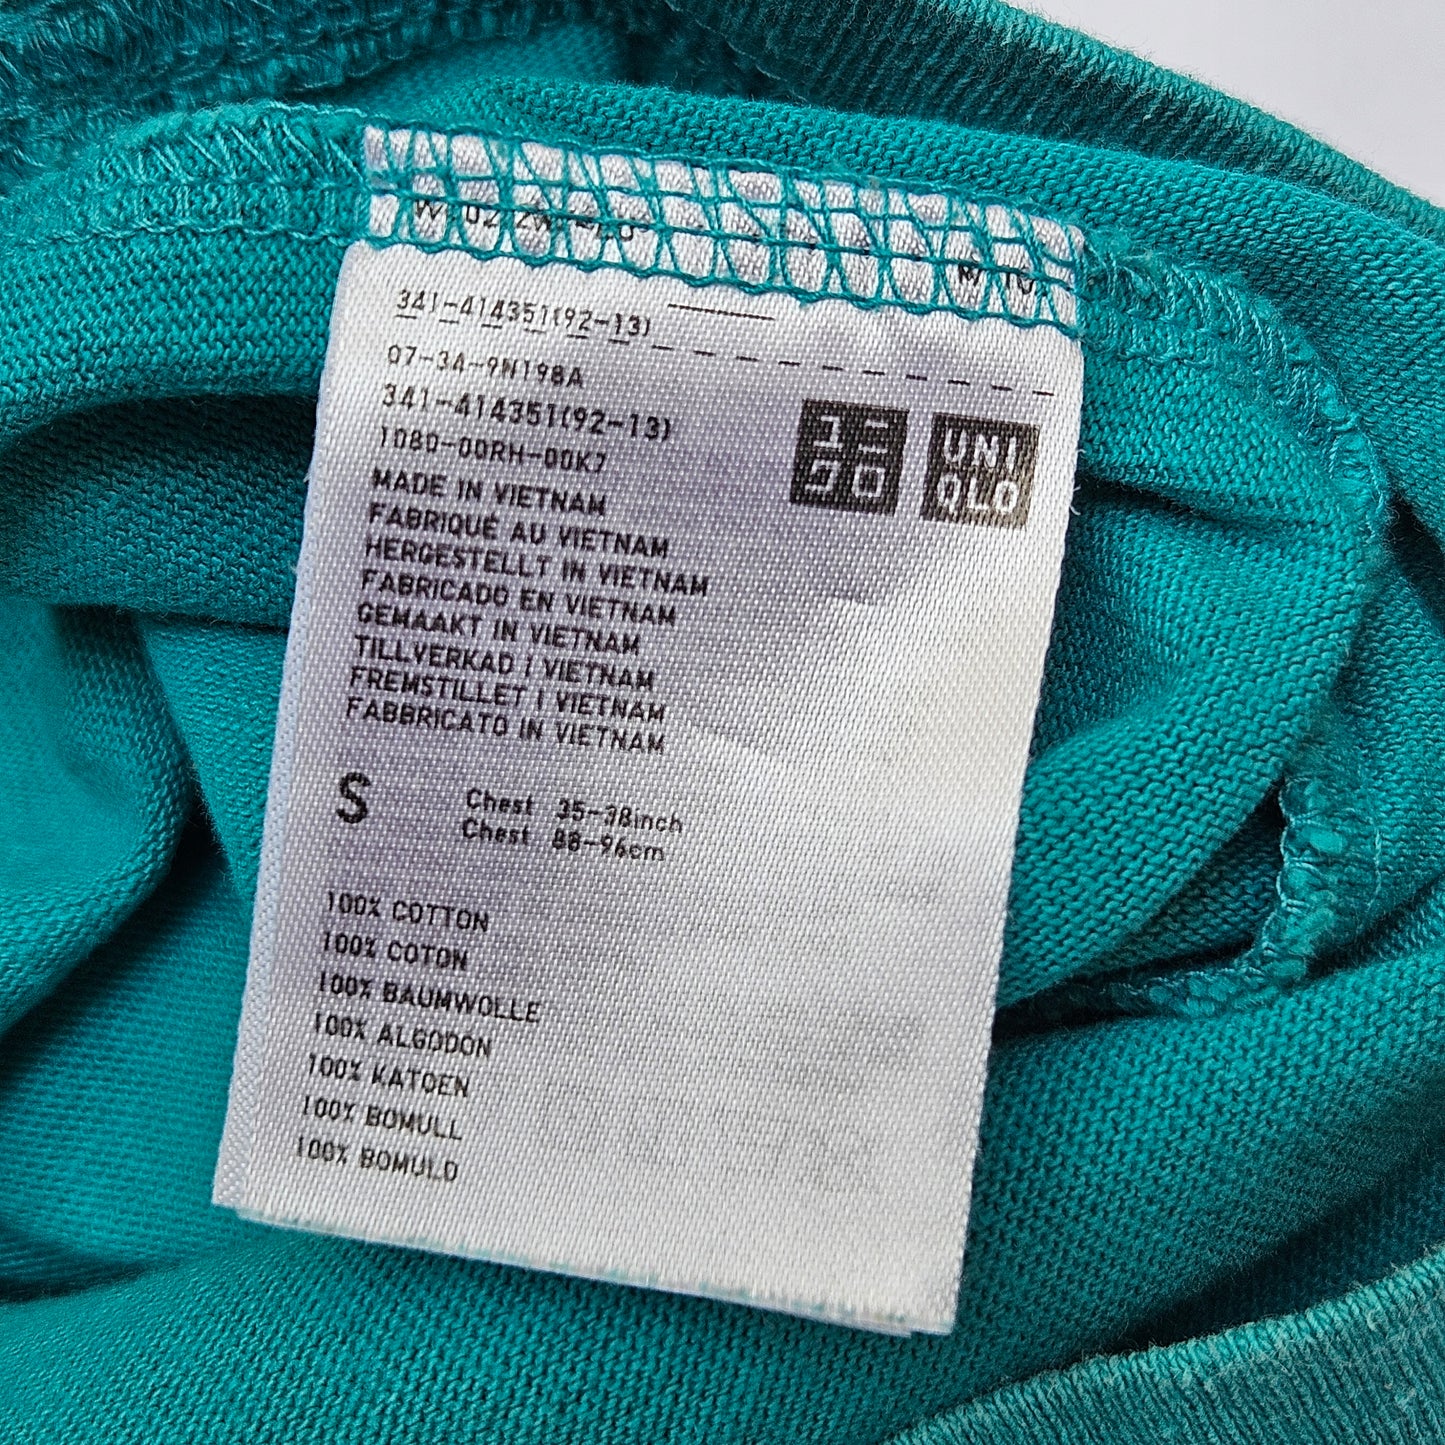 341-414351(92-13)
07-3A-9N198A
341-414351(92-13)
1080-00RH-00K7
UNI
QLO
MADE IN VIETNAM
FABRIQUÉ AU VIETNAM
HERGESTELLT IN VIETNAM
FABRICADO EN VIETNAM
GEMAAKT IN VIETNAM
TILLVERKAD I VIETNAM
FREMSTILLET I VIETNAM
FABBRICATO IN VIETNAM
S
Chest 35-38inch
Chest 88-96cm
100% COTTON
100% COTON
100% BAUMWOLLE
100% ALGODON
100% KATOEN
100% BOMULL
100% BOMULD